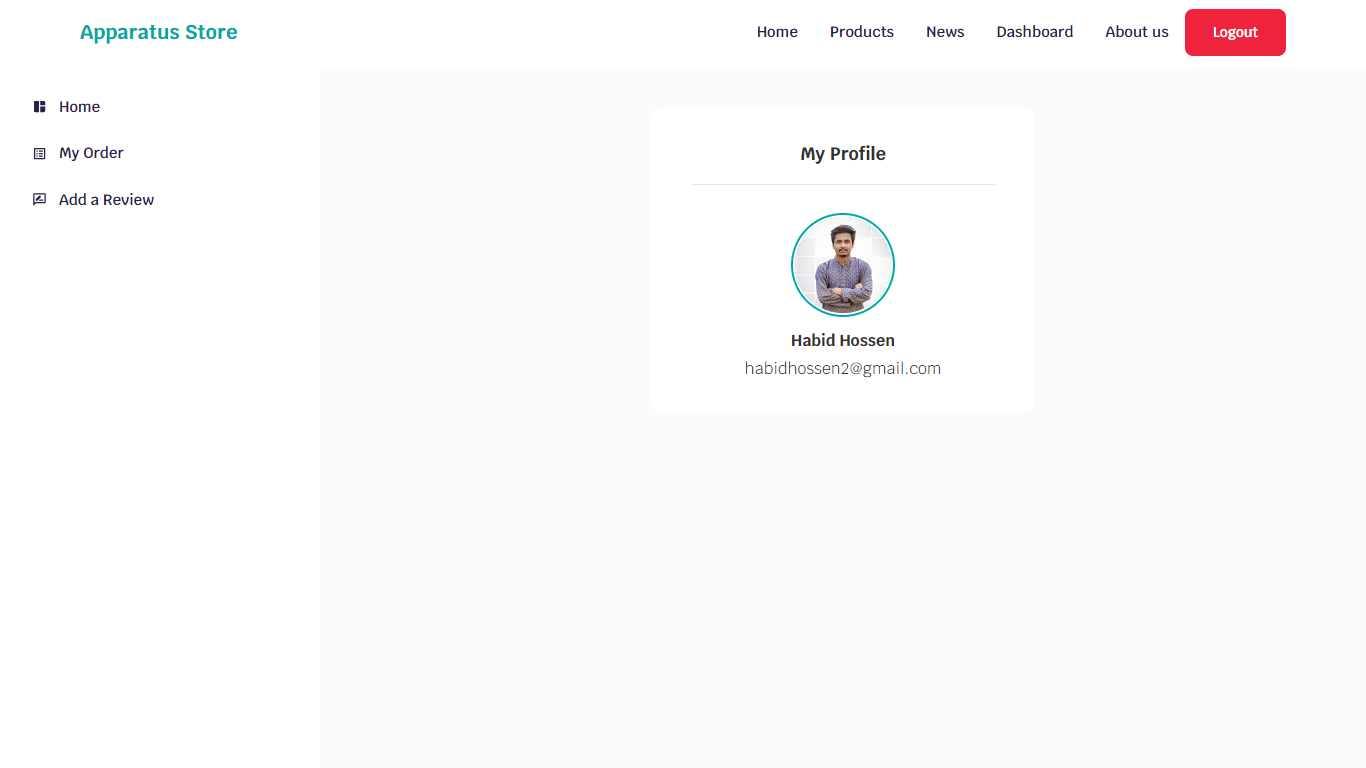 Apparatus Store
Home
Products
News
Dashboard
About us
Logout
Home
My Order
Add a Review
My Profile
Habid Hossen
habidhossen2@gmail.com